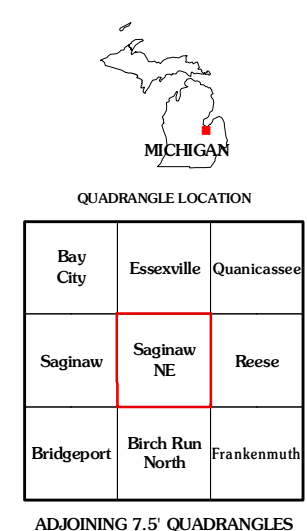 MICHIGAN
QUADRANGLE LOCATION
Bay
City
Essexville
Quanicassee
Saginaw
Saginaw
NE
Reese
Bridgeport
Birch Run
North
Frankenmuth
ADJOINING 7.5' QUADRANGLES